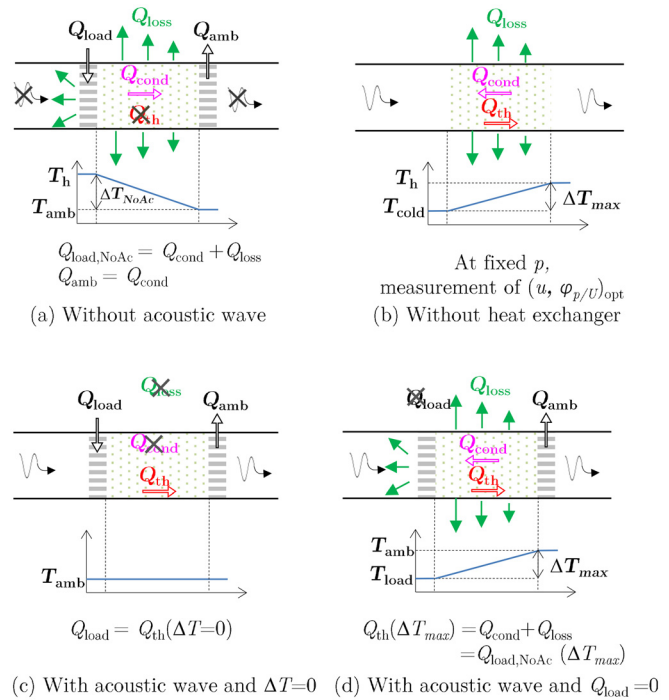 Q_loss
Q_load
Q_amb
Q_cond
Q_th
T_h
ΔT_NoAc
T_amb
Q_load,NoAc = Q_cond + Q_loss
Q_amb = Q_cond
(a) Without acoustic wave
Q_loss
Q_cond
Q_th
T_h
T_cold
ΔT_max
At fixed p,
measurement of (u, φ_p/U)_opt
(b) Without heat exchanger
Q_loss
Q_load
Q_amb
Q_cond
Q_th
T_amb
Q_load = Q_th(ΔT=0)
(c) With acoustic wave and ΔT=0
Q_load
Q_loss
Q_amb
Q_cond
Q_th
T_amb
T_load
ΔT_max
Q_th(ΔT_max) = Q_cond + Q_loss
= Q_load,NoAc (ΔT_max)
(d) With acoustic wave and Q_load =0